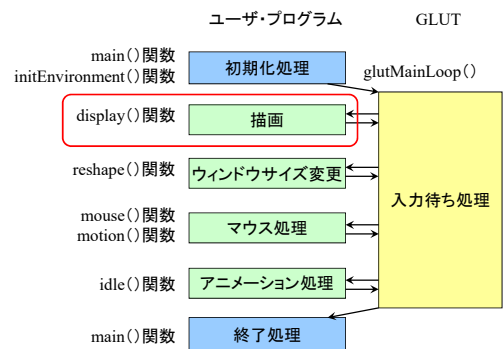 ユーザ・プログラム GLUT
main()関数
initEnvironment()関数
初期化処理
glutMainLoop()
display()関数
描画
reshape()関数
ウィンドウサイズ変更
入力待ち処理
mouse()関数
motion()関数
マウス処理
idle()関数
アニメーション処理
main()関数
終了処理